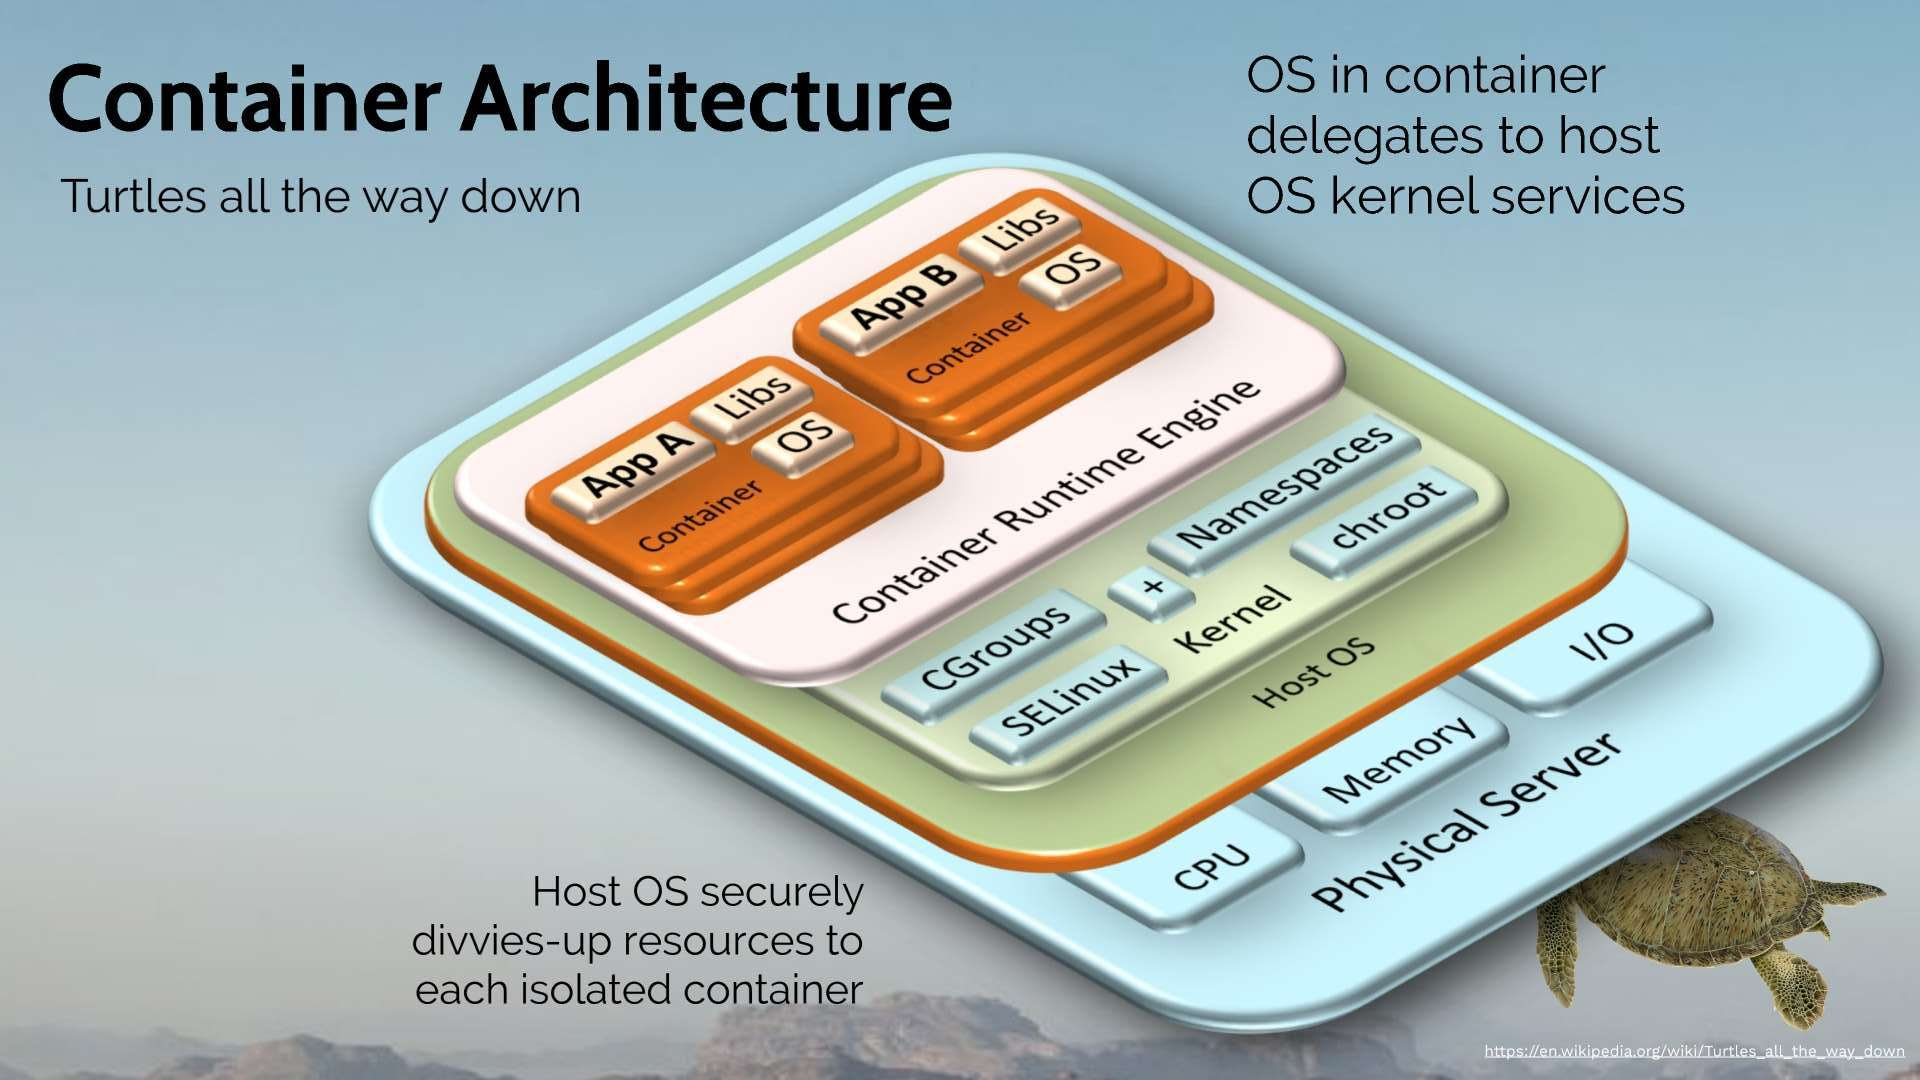 Container Architecture
Turtles all the way down
OS in container
delegates to host
OS kernel services
App B
Libs
OS
Container
App A
Libs
OS
Container
Container Runtime Engine
CGroups
+
Namespaces
SELinux
Kernel
chroot
Host OS
CPU
Memory
I/O
Physical Server
Host OS securely
divvies-up resources to
each isolated container
https://en.wikipedia.org/wiki/Turtles_all_the_way_down